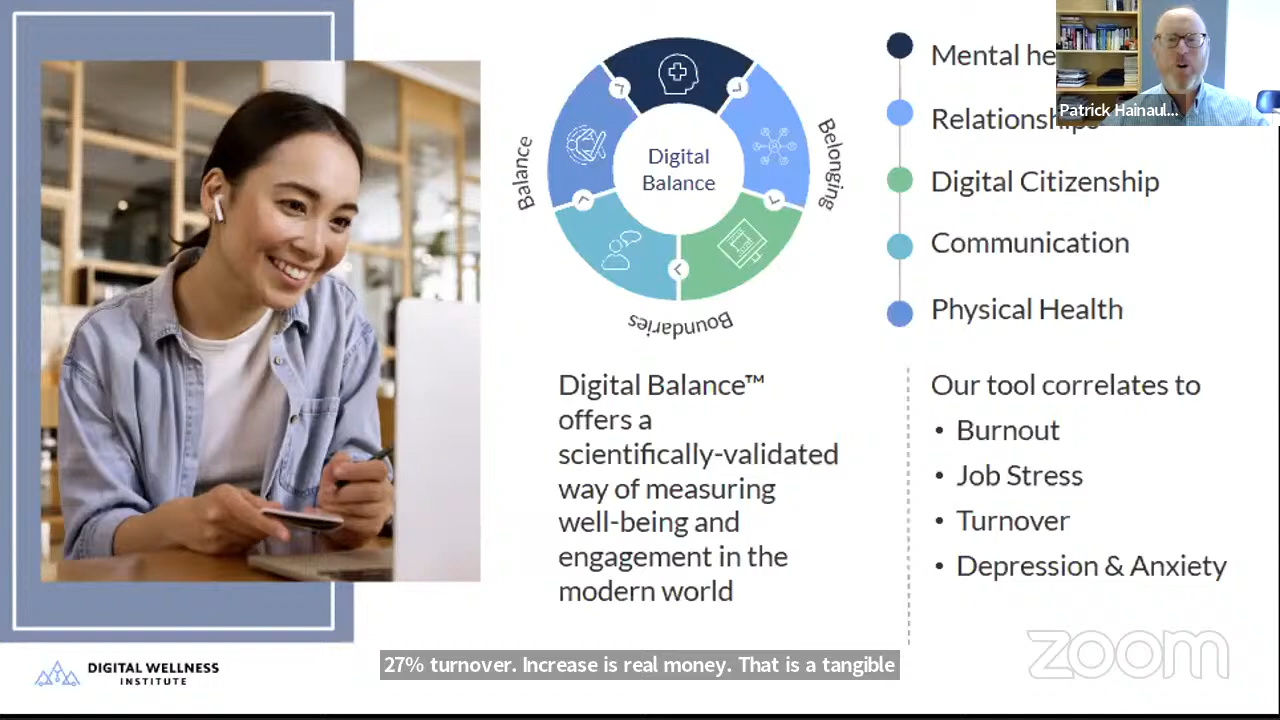 Mental he
Patrick Hainaul...
Relationships
Digital Citizenship
Communication
Physical Health
Digital
Balance
Balance
Belonging
Boundaries
Digital Balance™
offers a
scientifically-validated
way of measuring
well-being and
engagement in the
modern world
Our tool correlates to
• Burnout
• Job Stress
• Turnover
• Depression & Anxiety
zoom
DIGITAL WELLNESS
INSTITUTE
27% turnover. Increase is real money. That is a tangible